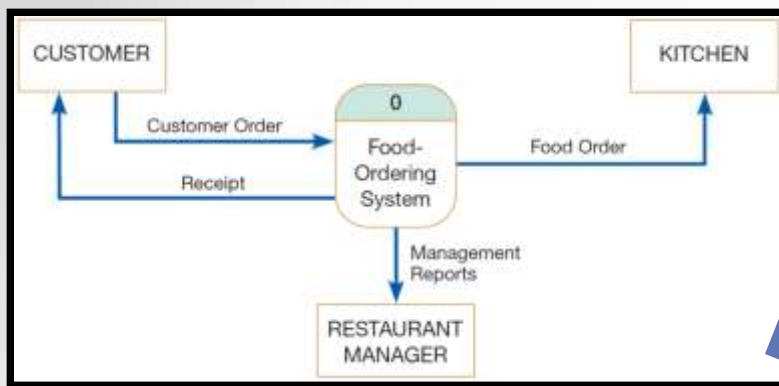 CUSTOMER
KITCHEN
0
Customer Order
Food-
Ordering
System
Food Order
Receipt
Management
Reports
RESTAURANT
MANAGER